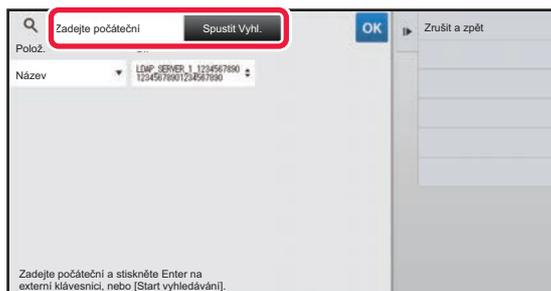 Zadejte počáteční Spustit Vyhl. OK Zrušit a zpět
Polož.
Název LDAP_SERVER_1_1234567890
12345678901234567890
Zadejte počáteční a stiskněte Enter na
externí klávesnici, nebo [Start vyhledávání].